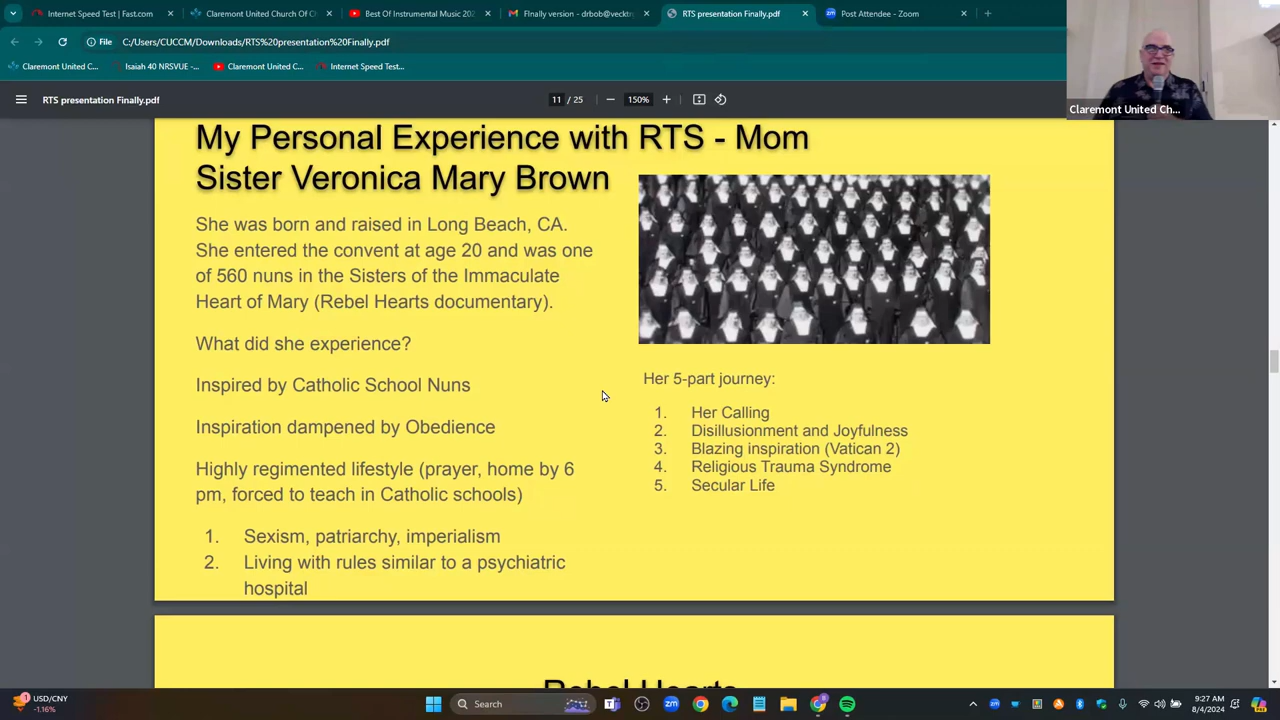 Internet Speed Test | Fast.com
Claremont United Church Of Ch
Best Of Instrumental Music 202
FInally version - drbob@vecktrp
RTS presentation Finally.pdf
Post Attendee - Zoom
File
C:/Users/CUCCM/Downloads/RTS%20presentation%20Finally.pdf
Claremont United C...
Isaiah 40 NRSVUE -...
Claremont United C...
Internet Speed Test...
RTS presentation Finally.pdf
11 / 25
150%
Claremont United Ch...
My Personal Experience with RTS - Mom
Sister Veronica Mary Brown
She was born and raised in Long Beach, CA.
She entered the convent at age 20 and was one
of 560 nuns in the Sisters of the Immaculate
Heart of Mary (Rebel Hearts documentary).
What did she experience?
Inspired by Catholic School Nuns
Inspiration dampened by Obedience
Highly regimented lifestyle (prayer, home by 6
pm, forced to teach in Catholic schools)
1. Sexism, patriarchy, imperialism
2. Living with rules similar to a psychiatric
hospital
Her 5-part journey:
1. Her Calling
2. Disillusionment and Joyfulness
3. Blazing inspiration (Vatican 2)
4. Religious Trauma Syndrome
5. Secular Life
Rebel Hearts
1
USD/CNY
-1.16%
Search
9:27 AM
8/4/2024